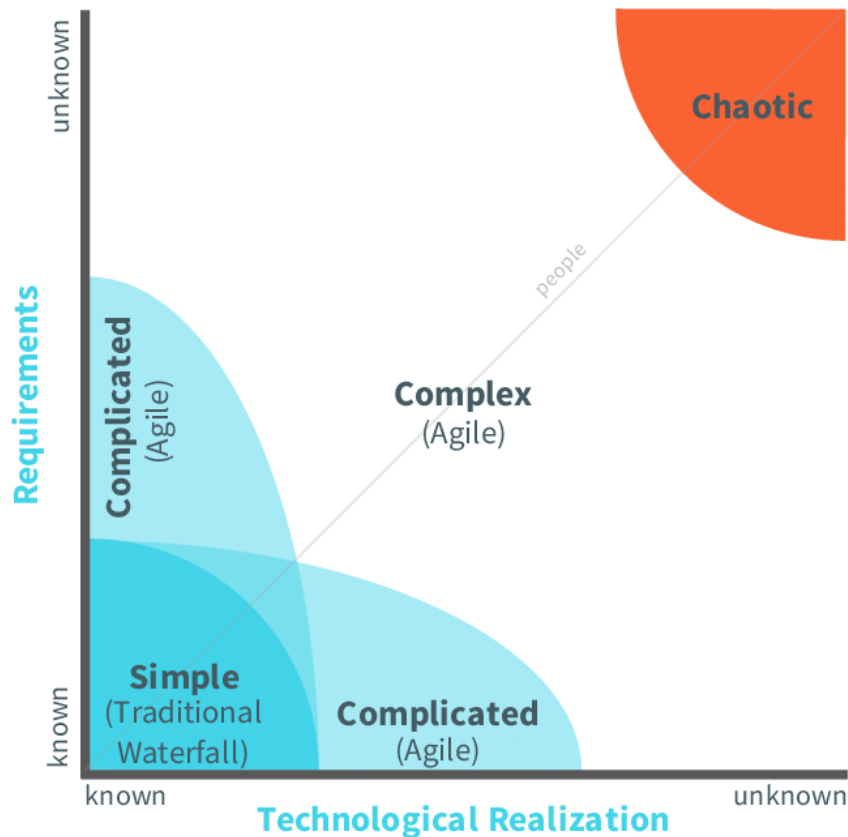 unknown
Chaotic
people
Requirements
Complicated
(Agile)
Complex
(Agile)
Simple
(Traditional
Waterfall)
Complicated
(Agile)
known
known
unknown
Technological Realization